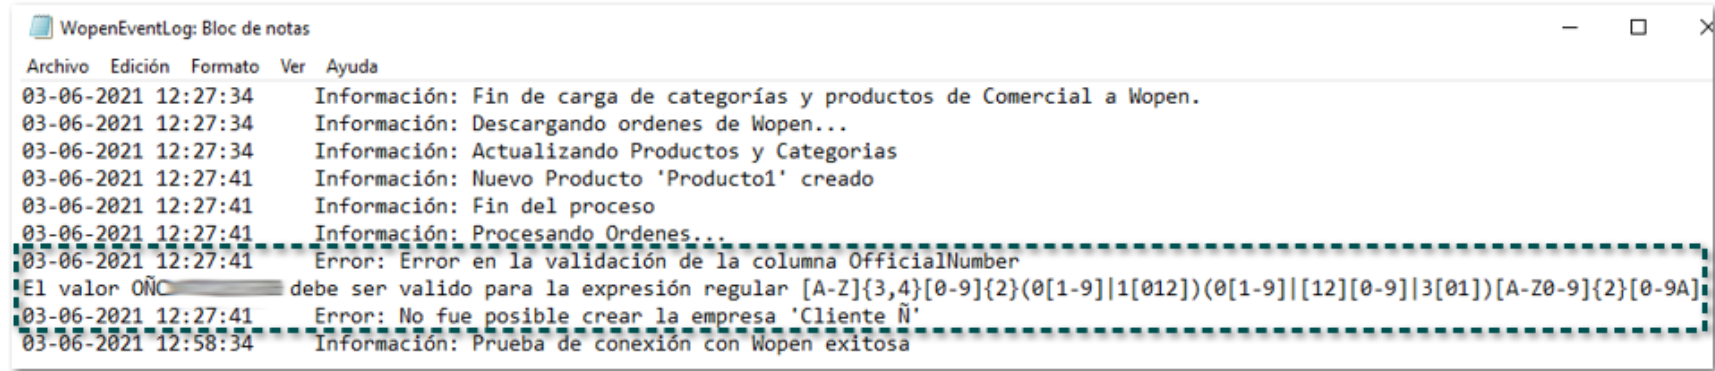 WopenEventLog: Bloc de notas
Archivo Edición Formato Ver Ayuda
03-06-2021 12:27:34 Información: Fin de carga de categorías y productos de Comercial a Wopen.
03-06-2021 12:27:34 Información: Descargando ordenes de Wopen...
03-06-2021 12:27:34 Información: Actualizando Productos y Categorias
03-06-2021 12:27:41 Información: Nuevo Producto 'Producto1' creado
03-06-2021 12:27:41 Información: Fin del proceso
03-06-2021 12:27:41 Información: Procesando Ordenes...
03-06-2021 12:27:41 Error: Error en la validación de la columna OfficialNumber
El valor OÑC debe ser valido para la expresión regular [A-Z]{3,4}[0-9]{2}(0[1-9]|1[012])(0[1-9]|[12][0-9]|3[01])[A-Z0-9]{2}[0-9A]
03-06-2021 12:27:41 Error: No fue posible crear la empresa 'Cliente Ñ'
03-06-2021 12:58:34 Información: Prueba de conexión con Wopen exitosa